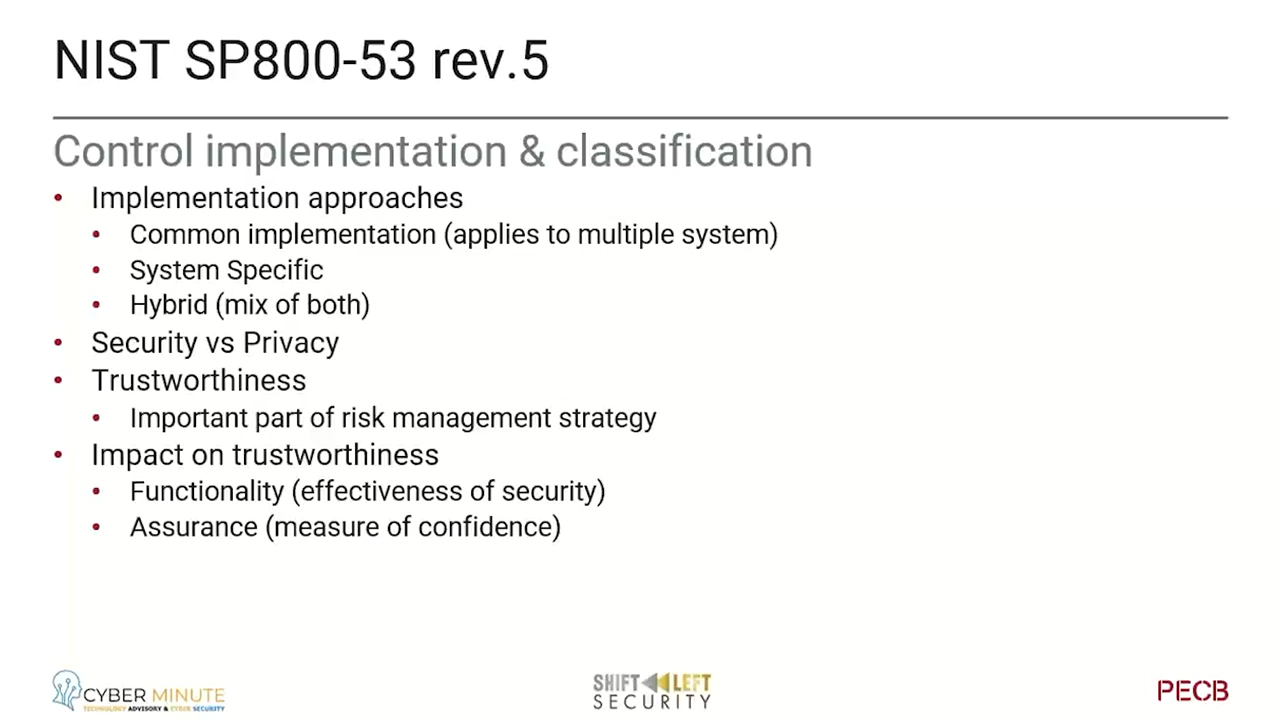 NIST SP800-53 rev.5
Control implementation & classification
• Implementation approaches
• Common implementation (applies to multiple system)
• System Specific
• Hybrid (mix of both)
• Security vs Privacy
• Trustworthiness
• Important part of risk management strategy
• Impact on trustworthiness
• Functionality (effectiveness of security)
• Assurance (measure of confidence)
CYBER MINUTE
TECHNOLOGY ADVISORY & CYBER SECURITY
SHIFT LEFT
SECURITY
PECB